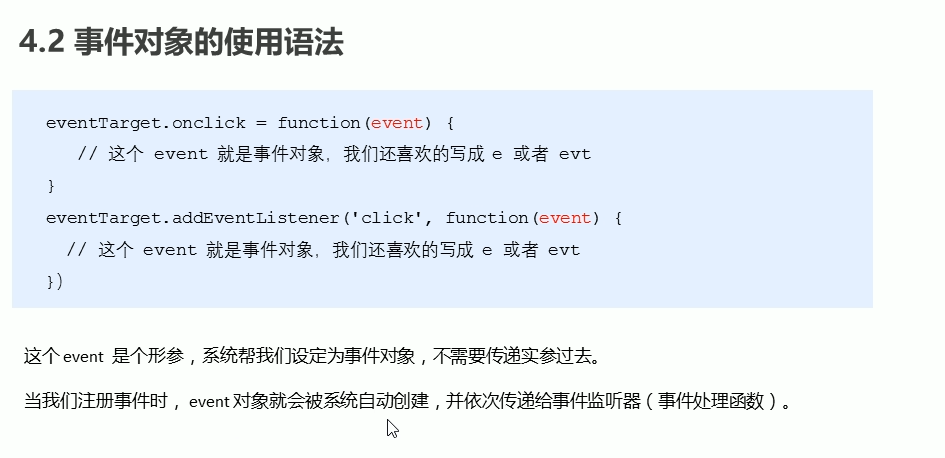 4.2 事件对象的使用语法
eventTarget.onclick = function(event) {
// 这个 event 就是事件对象，我们还喜欢的写成 e 或者 evt
}
eventTarget.addEventListener('click', function(event) {
// 这个 event 就是事件对象，我们还喜欢的写成 e 或者 evt
}）
这个 event 是个形参，系统帮我们设定为事件对象，不需要传递实参过去。
当我们注册事件时， event 对象就会被系统自动创建，并依次传递给事件监听器（事件处理函数）。